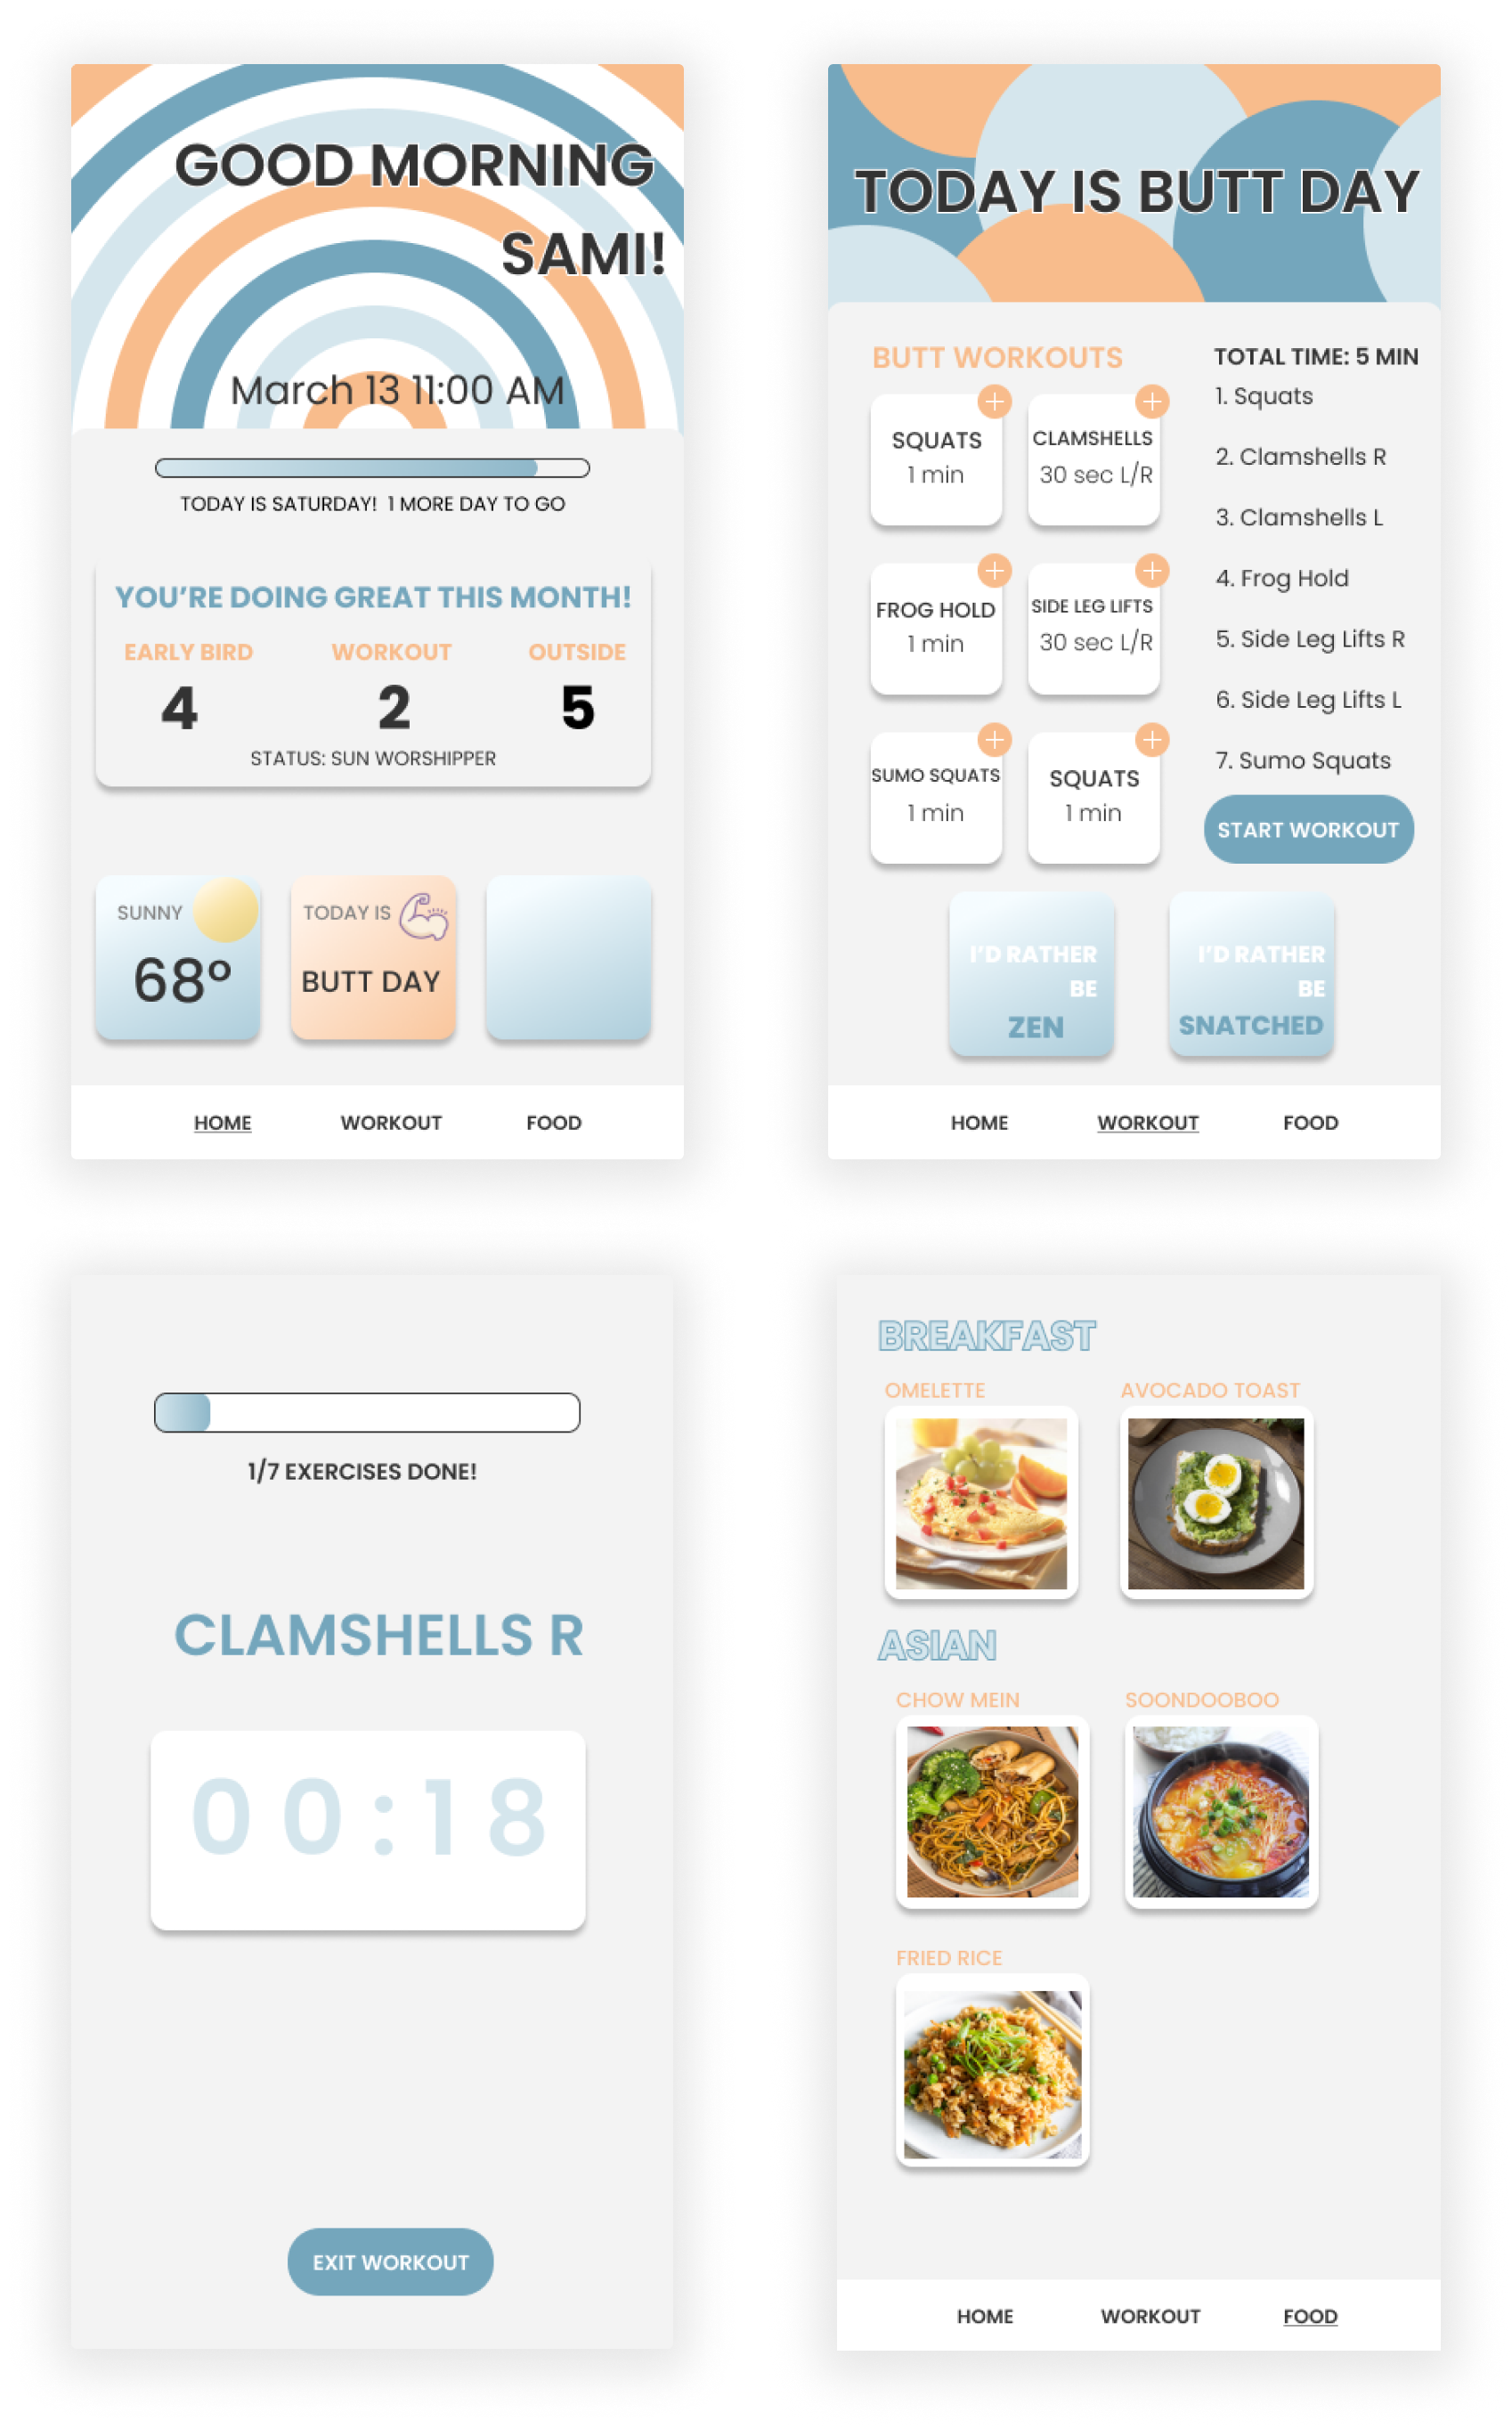 GOOD MORNING
SAMI!
March 13 11:00 AM
TODAY IS SATURDAY!  1 MORE DAY TO GO
YOU'RE DOING GREAT THIS MONTH!
EARLY BIRD WORKOUT OUTSIDE
4 2 5
STATUS: SUN WORSHIPPER
SUNNY
68°
TODAY IS
BUTT DAY
HOME WORKOUT FOOD
TODAY IS BUTT DAY
BUTT WORKOUTS
SQUATS
1 min
CLAMSHELLS
30 sec L/R
FROG HOLD
1 min
SIDE LEG LIFTS
30 sec L/R
SUMO SQUATS
1 min
SQUATS
1 min
TOTAL TIME: 5 MIN
1. Squats
2. Clamshells R
3. Clamshells L
4. Frog Hold
5. Side Leg Lifts R
6. Side Leg Lifts L
7. Sumo Squats
START WORKOUT
I'D RATHER
BE
ZEN
I'D RATHER
BE
SNATCHED
HOME WORKOUT FOOD
1/7 EXERCISES DONE!
CLAMSHELLS R
00:18
EXIT WORKOUT
BREAKFAST
OMELETTE AVOCADO TOAST
ASIAN
CHOW MEIN SOONDOOBOO
FRIED RICE
HOME WORKOUT FOOD